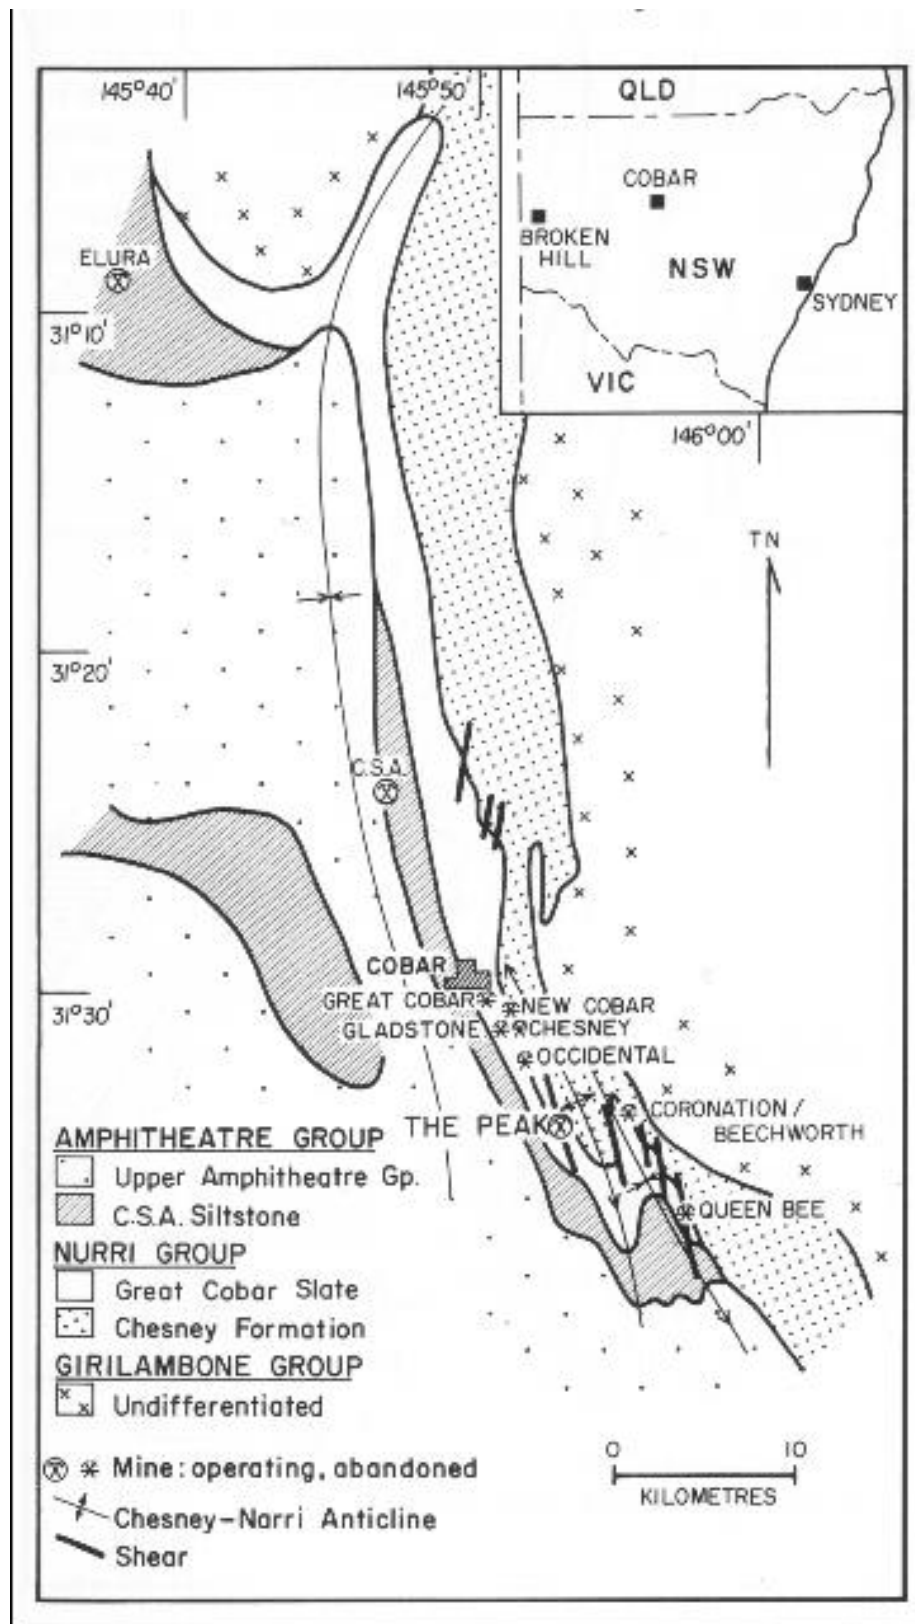 145°40'
145°50'
QLD
COBAR
BROKEN
HILL
NSW
SYDNEY
VIC
ELURA
31°10'
146°00'
TN
31°20'
C.S.A.
COBAR
GREAT COBAR
NEW COBAR
31°30'
GLADSTONE
CHESNEY
OCCIDENTAL
THE PEAK
CORONATION/
BEECHWORTH
QUEEN BEE
AMPHITHEATRE GROUP
Upper Amphitheatre Gp.
C.S.A. Siltstone
NURRI GROUP
Great Cobar Slate
Chesney Formation
GIRILAMBONE GROUP
Undifferentiated
Mine: operating, abandoned
Chesney-Narri Anticline
Shear
0 10
KILOMETRES